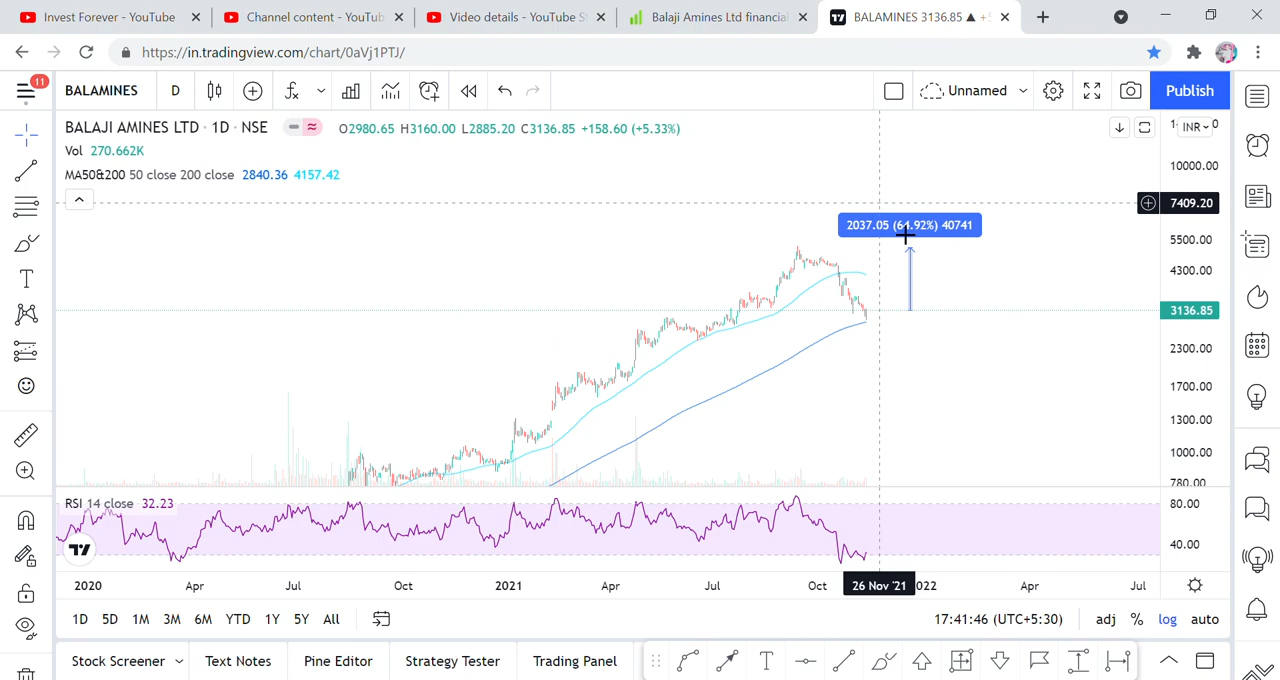 Invest Forever - YouTube
Channel content - YouTub
Video details - YouTube S
Balaji Amines Ltd financial
BALAMINES 3136.85 ▲ +5
https://in.tradingview.com/chart/0aVj1PTJ/
11
BALAMINES
D
Unnamed
Publish
BALAJI AMINES LTD · 1D · NSE
O2980.65 H3160.00 L2885.20 C3136.85 +158.60 (+5.33%)
INR
Vol 270.662K
MA50&200 50 close 200 close 2840.36 4157.42
10000.00
7409.20
2037.05 (64.92%) 40741
5500.00
4300.00
3136.85
2300.00
1700.00
1300.00
1000.00
780.00
RSI 14 close 32.23
80.00
40.00
2020
Apr
Jul
Oct
2021
Apr
Jul
Oct
26 Nov '21
022
Apr
Jul
1D 5D 1M 3M 6M YTD 1Y 5Y All
17:41:46 (UTC+5:30)
adj % log auto
Stock Screener
Text Notes
Pine Editor
Strategy Tester
Trading Panel